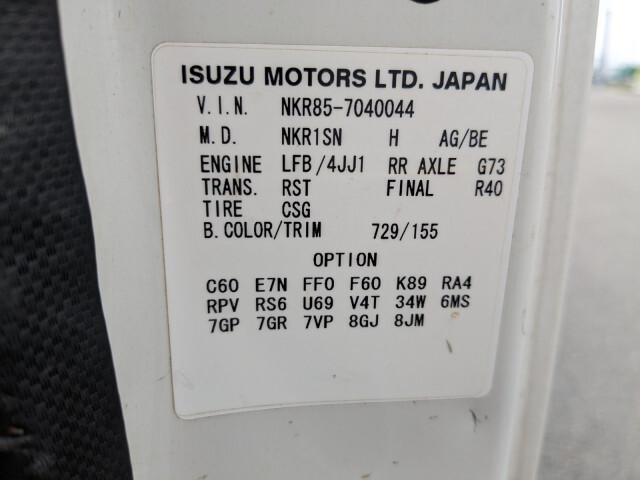 ISUZU MOTORS LTD. JAPAN
V.I.N. NKR85-7040044
M.D. NKR1SN H AG/BE
ENGINE LFB/4JJ1 RR AXLE G73
TRANS. RST FINAL R40
TIRE CSG
B.COLOR/TRIM 729/155
OPTION
C60 E7N FF0 F60 K89 RA4
RPV RS6 U69 V4T 34W 6MS
7GP 7GR 7VP 8GJ 8JM